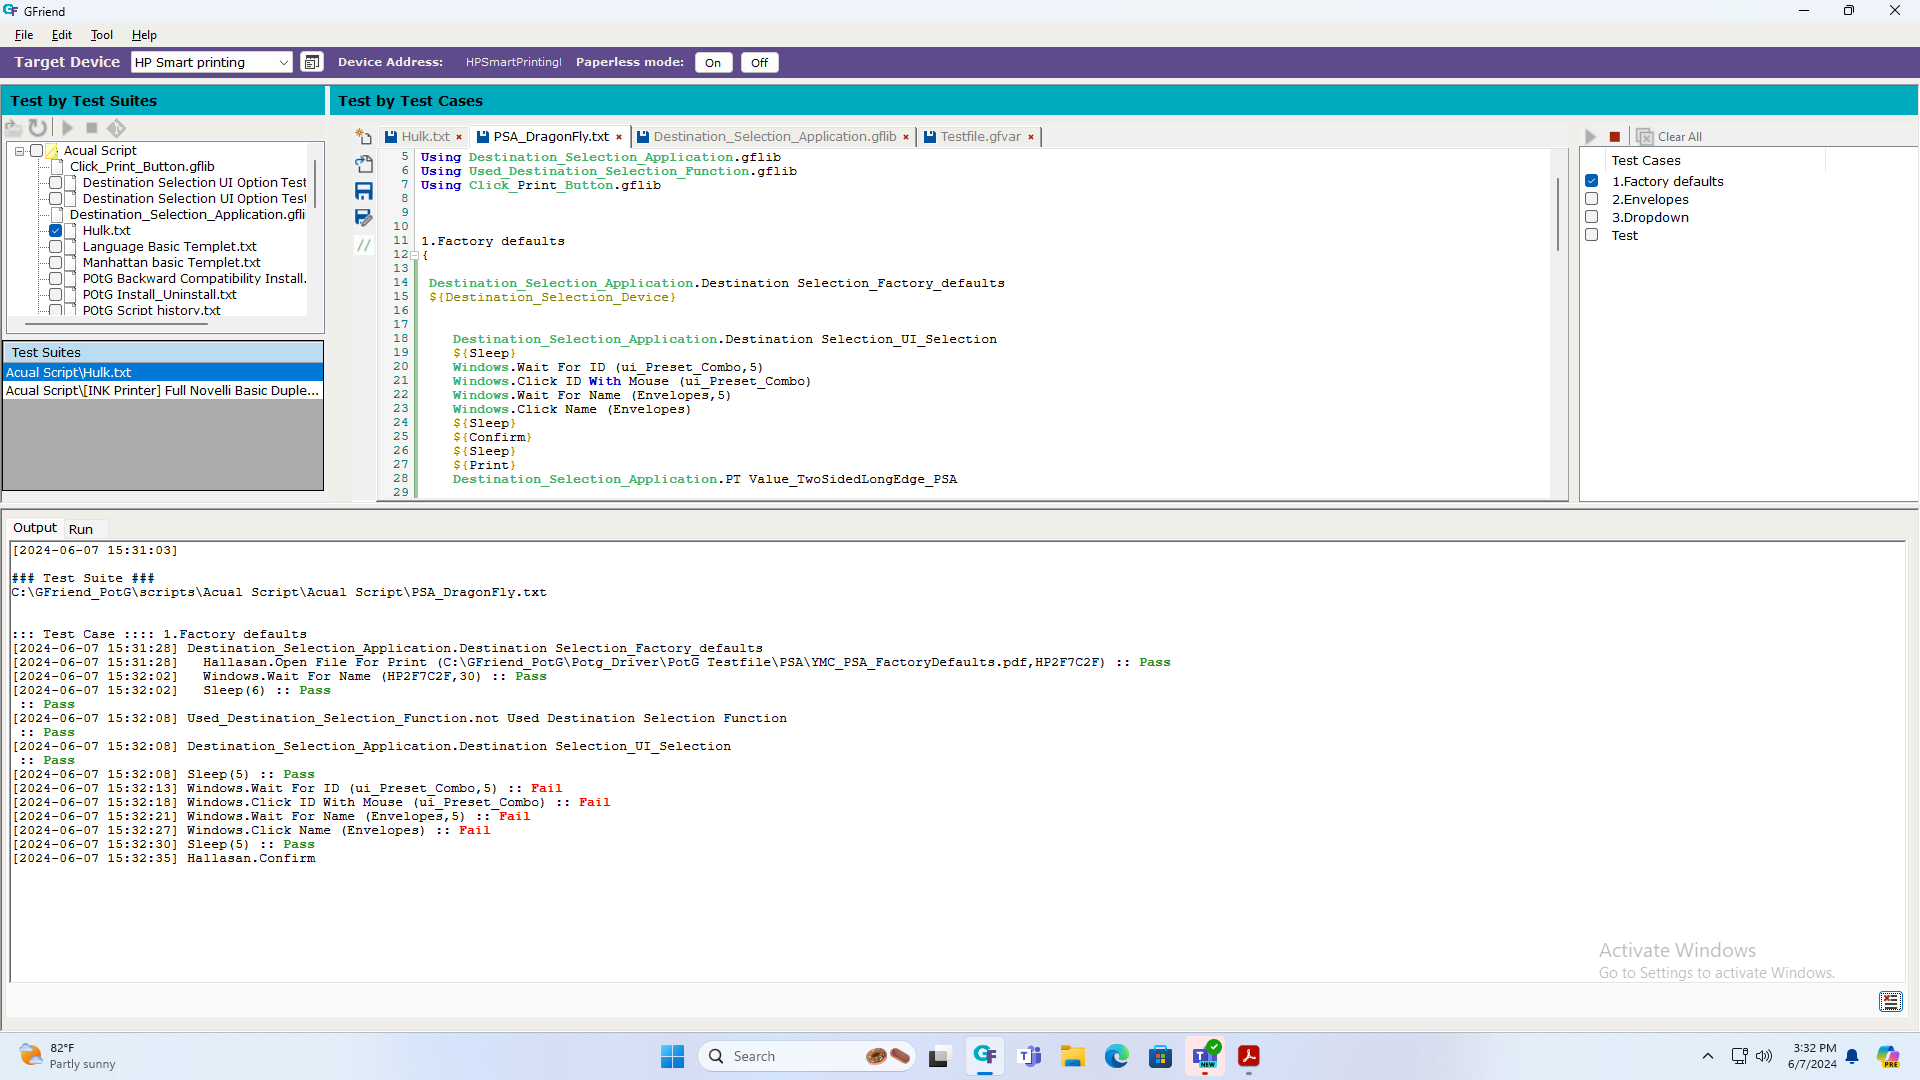 GFriend
File Edit Tool Help
Target Device HP Smart printing Device Address: HPSmartPrintingI Paperless mode: On Off
Test by Test Suites
Acual Script
Click_Print_Button.gflib
Destination Selection UI Option Test
Destination Selection UI Option Test
Destination_Selection_Application.gfli
Hulk.txt
Language Basic Templet.txt
Manhattan basic Templet.txt
POtG Backward Compatibility Install.
POtG Install_Uninstall.txt
POtG Script history.txt
Test Suites
Acual Script\Hulk.txt
Acual Script\[INK Printer] Full Novelli Basic Duple...
Test by Test Cases
Hulk.txt PSA_DragonFly.txt Destination_Selection_Application.gflib Testfile.gfvar
5 Using Destination_Selection_Application.gflib
6 Using Used_Destination_Selection_Function.gflib
7 Using Click_Print_Button.gflib
8
9
10
11 1.Factory defaults
12 {
13
14 Destination_Selection_Application.Destination Selection_Factory_defaults
15 ${Destination_Selection_Device}
16
17
18 Destination_Selection_Application.Destination Selection_UI_Selection
19 ${Sleep}
20 Windows.Wait For ID (ui_Preset_Combo,5)
21 Windows.Click ID With Mouse (ui_Preset_Combo)
22 Windows.Wait For Name (Envelopes,5)
23 Windows.Click Name (Envelopes)
24 ${Sleep}
25 ${Confirm}
26 ${Sleep}
27 ${Print}
28 Destination_Selection_Application.PT Value_TwoSidedLongEdge_PSA
29
Clear All
Test Cases
1.Factory defaults
2.Envelopes
3.Dropdown
Test
Output Run
[2024-06-07 15:31:03]
### Test Suite ###
C:\GFriend_PotG\scripts\Acual Script\Acual Script\PSA_DragonFly.txt
::: Test Case :::: 1.Factory defaults
[2024-06-07 15:31:28] Destination_Selection_Application.Destination Selection_Factory_defaults
[2024-06-07 15:31:28] Hallasan.Open File For Print (C:\GFriend_PotG\Potg_Driver\PotG Testfile\PSA\YMC_PSA_FactoryDefaults.pdf,HP2F7C2F) :: Pass
[2024-06-07 15:32:02] Windows.Wait For Name (HP2F7C2F,30) :: Pass
[2024-06-07 15:32:02] Sleep(6) :: Pass
:: Pass
[2024-06-07 15:32:08] Used_Destination_Selection_Function.not Used Destination Selection Function
:: Pass
[2024-06-07 15:32:08] Destination_Selection_Application.Destination Selection_UI_Selection
:: Pass
[2024-06-07 15:32:08] Sleep(5) :: Pass
[2024-06-07 15:32:13] Windows.Wait For ID (ui_Preset_Combo,5) :: Fail
[2024-06-07 15:32:18] Windows.Click ID With Mouse (ui_Preset_Combo) :: Fail
[2024-06-07 15:32:21] Windows.Wait For Name (Envelopes,5) :: Fail
[2024-06-07 15:32:27] Windows.Click Name (Envelopes) :: Fail
[2024-06-07 15:32:30] Sleep(5) :: Pass
[2024-06-07 15:32:35] Hallasan.Confirm
Activate Windows
Go to Settings to activate Windows.
82°F
Partly sunny
Search
NEW
3:32 PM
6/7/2024
PRE